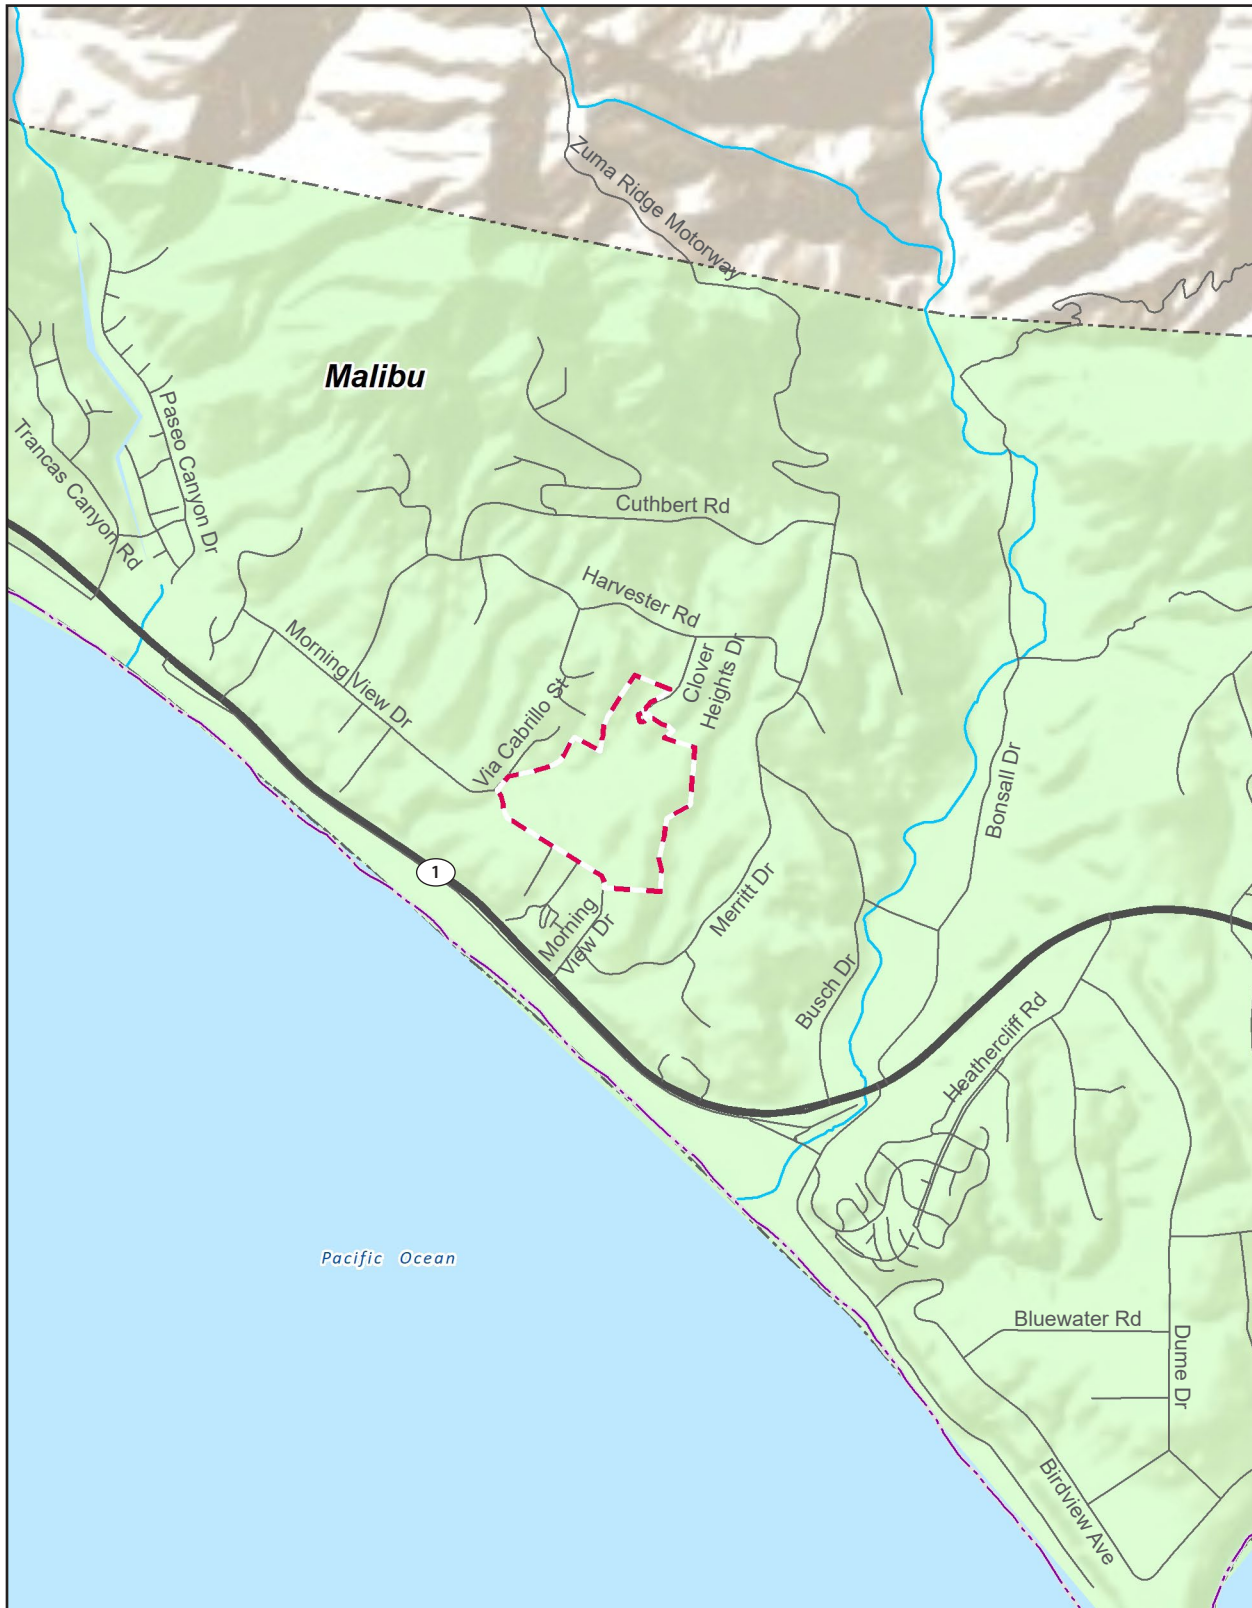 Zuma Ridge Motorway
Malibu
Paseo Canyon Dr
Trancas Canyon Rd
Cuthbert Rd
Harvester Rd
Morning View Dr
Clover
Heights Dr
Via Cabrillo St
Bonsall Dr
1
Merritt Dr
Morning
View Dr
Busch Dr
Heathercliff Rd
Pacific Ocean
Bluewater Rd
Dume Dr
Birdview Ave